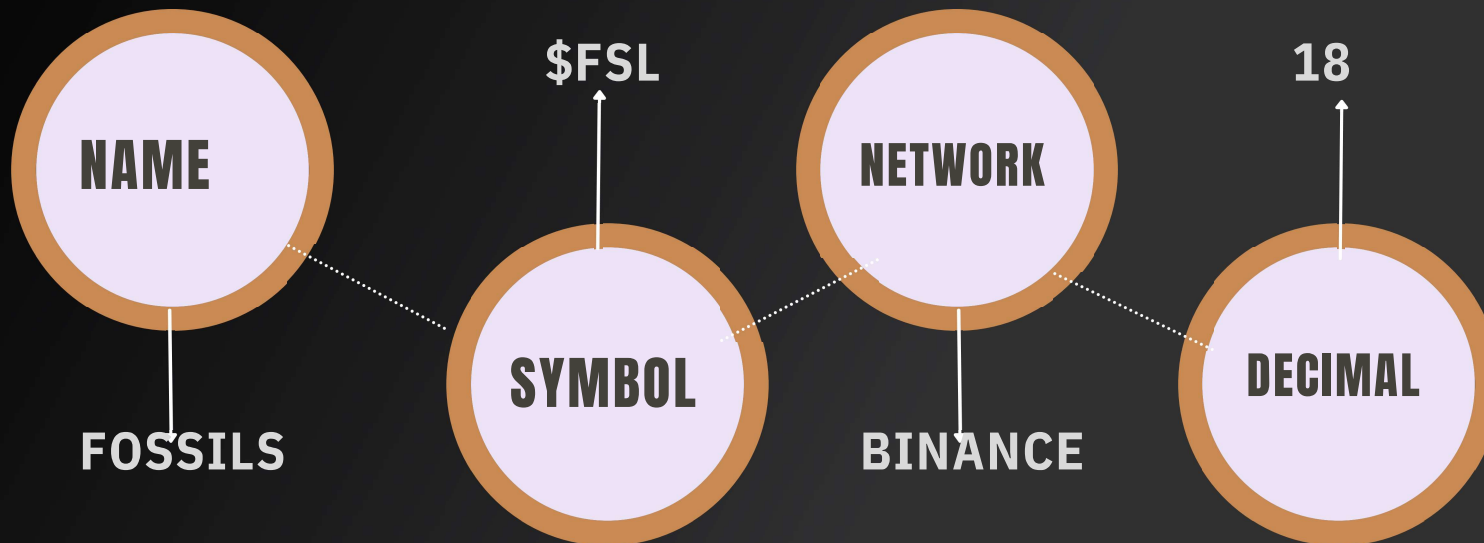 NAME
FOSSILS
$FSL
SYMBOL
NETWORK
BINANCE
18
DECIMAL